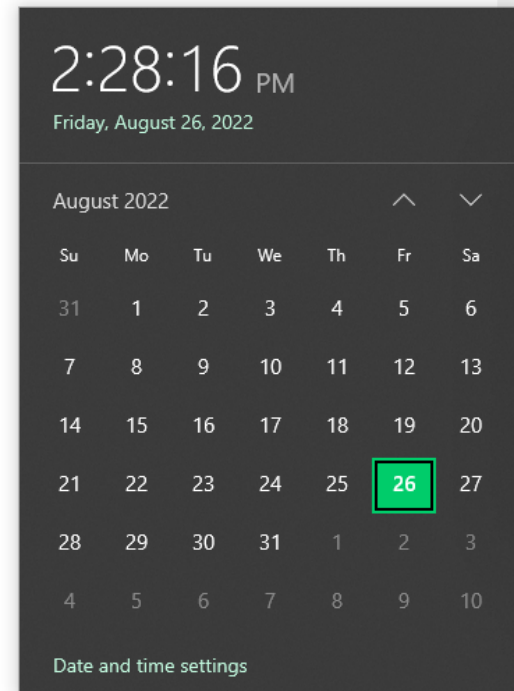 2:28:16 PM
Friday, August 26, 2022
August 2022
Su Mo Tu We Th Fr Sa
31 1 2 3 4 5 6
7 8 9 10 11 12 13
14 15 16 17 18 19 20
21 22 23 24 25 26 27
28 29 30 31 1 2 3
4 5 6 7 8 9 10
Date and time settings